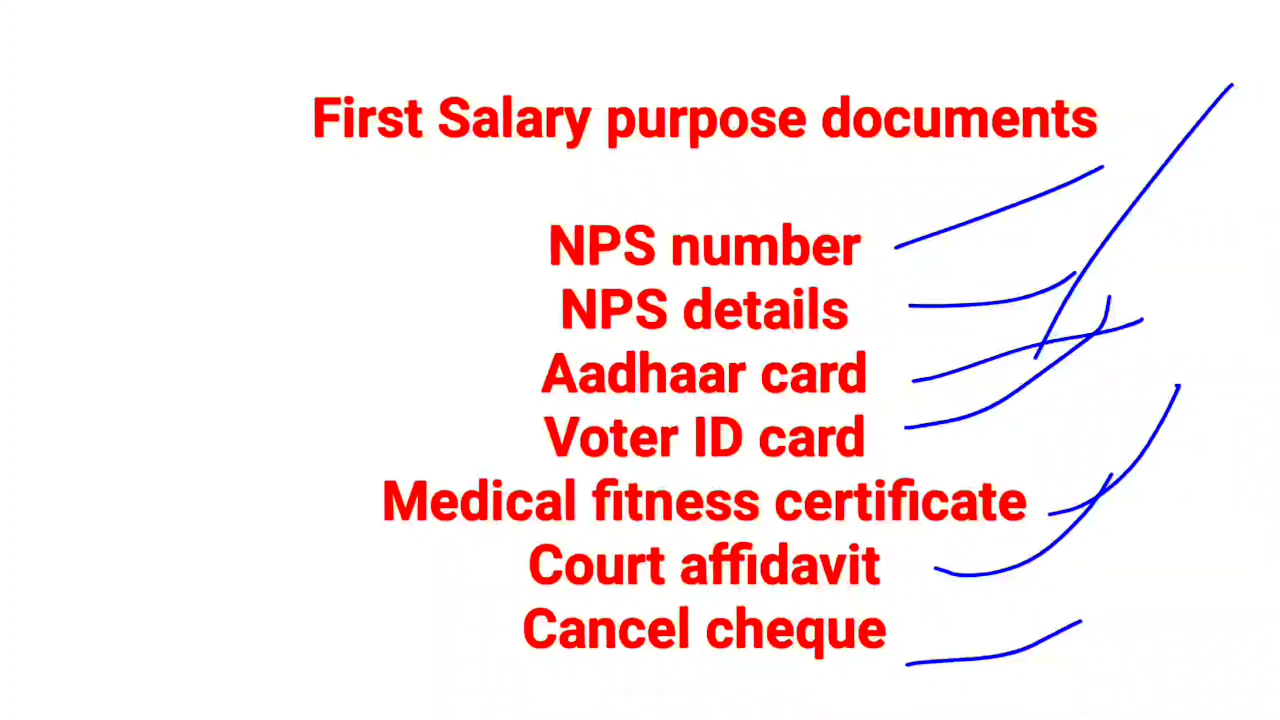 First Salary purpose documents
NPS number
NPS details
Aadhaar card
Voter ID card
Medical fitness certificate
Court affidavit
Cancel cheque